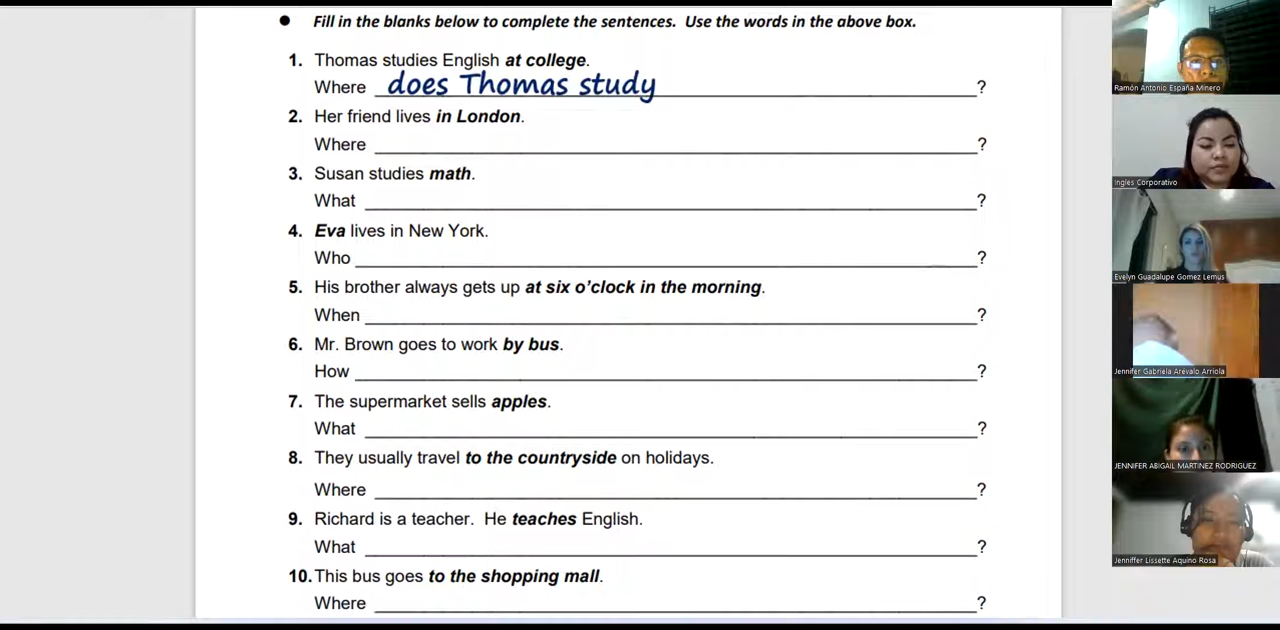 ● Fill in the blanks below to complete the sentences. Use the words in the above box.
1. Thomas studies English at college.
Where does Thomas study ?
2. Her friend lives in London.
Where ?
3. Susan studies math.
What ?
4. Eva lives in New York.
Who ?
5. His brother always gets up at six o'clock in the morning.
When ?
6. Mr. Brown goes to work by bus.
How ?
7. The supermarket sells apples.
What ?
8. They usually travel to the countryside on holidays.
Where ?
9. Richard is a teacher. He teaches English.
What ?
10. This bus goes to the shopping mall.
Where ?
Ramón Antonio España Minero
Ingles Corporativo
Evelyn Guadalupe Gomez Lemus
Jennifer Gabriela Arévalo Arriola
JENNIFER ABIGAIL MARTINEZ RODRIGUEZ
Jenniffer Lissette Aquino Rosa